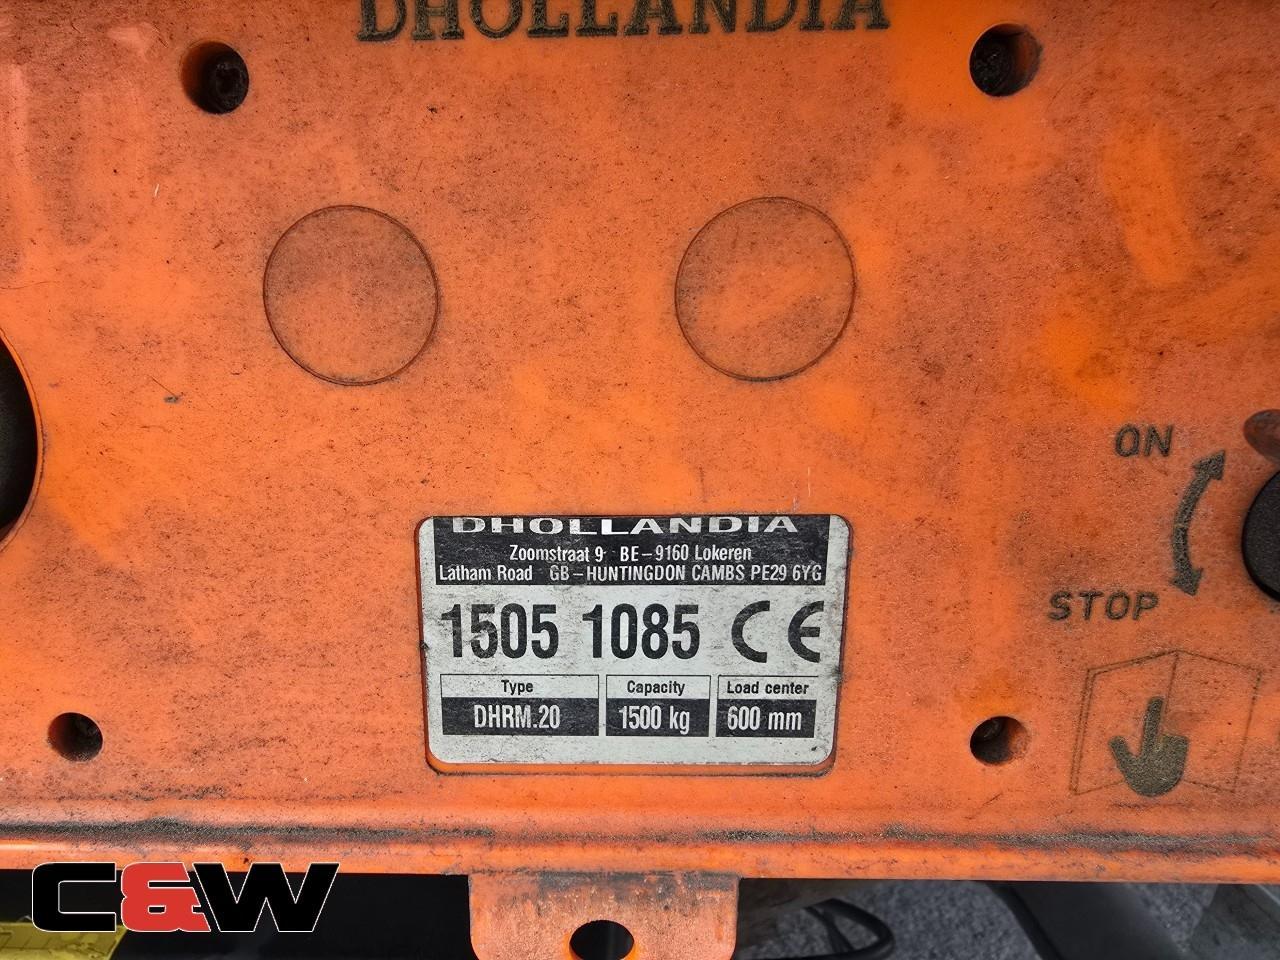 DHOLLANDIA
ON
STOP
DHOLLANDIA
Zoomstraat 9 BE-9160 Lokeren
Latham Road GB-HUNTINGDON CAMBS PE29 6YG
1505 1085 CE
Type Capacity Load center
DHRM.20 1500 kg 600 mm
C&W